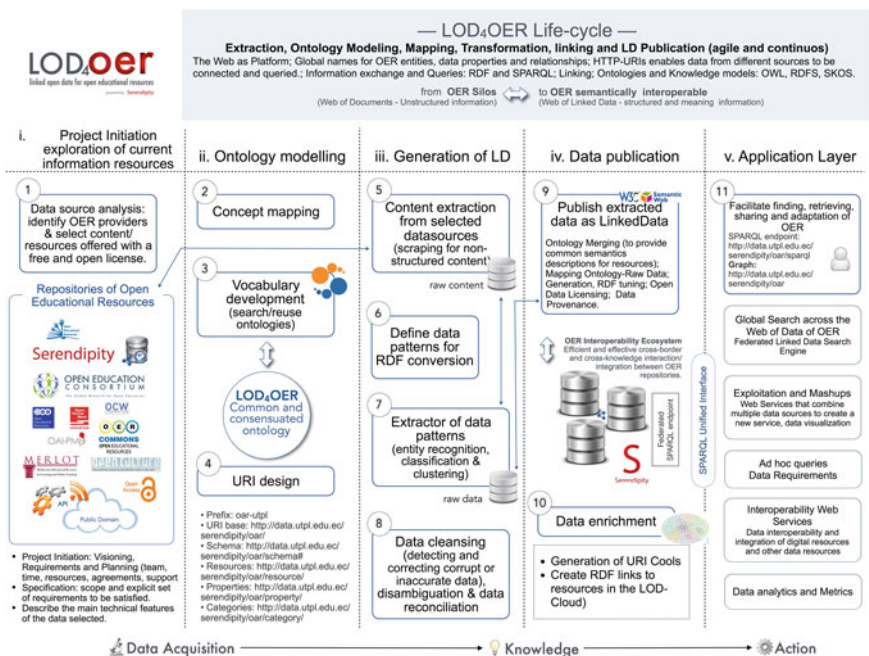 LOD4oer
linked open data for open educational resources
powered by Serendipity
— LOD4OER Life-cycle —
Extraction, Ontology Modeling, Mapping, Transformation, linking and LD Publication (agile and continuos)
The Web as Platform; Global names for OER entities, data properties and relationships; HTTP-URIs enables data from different sources to
be connected and queried.; Information exchange and Queries: RDF and SPARQL; Linking; Ontologies and Knowledge models: OWL, RDFS, SKOS.
from OER Silos
(Web of Documents - Unstructured information)
to OER semantically interoperable
(Web of Linked Data - structured and meaning information)
i. Project Initiation
exploration of current
information resources
1
Data source analysis:
identify OER providers
& select content/
resources offered with a
free and open license.
Repositories of Open
Educational Resources
Serendipity
OPEN EDUCATION
CONSORTIUM
The Global Network for Open Education
OCW
OER
COMMONS
OPEN EDUCATIONAL
RESOURCES
OAI-PMH
MERLOT
OPENCULTURE
Open
Access
API
Public Domain
• Project Initiation: Visioning,
Requirements and Planning (team,
time, resources, agreements, support
• Specification: scope and explicit set
of requirements to be satisfied.
• Describe the main technical features
of the data selected.
ii. Ontology modelling
2
Concept mapping
3
Vocabulary
development
(search/reuse
ontologies)
LOD4OER
Common and
consensuated
ontology
4
URI design
• Prefix: oar-utpl
• URI base: http://data.utpl.edu.ec/
serendipity/oar/
• Schema: http://data.utpl.edu.ec/
serendipity/oar/schema#
• Resources: http://data.utpl.edu.ec/
serendipity/oar/resource/
• Properties: http://data.utpl.edu.ec/
serendipity/oar/property/
• Categories: http://data.utpl.edu.ec/
serendipity/oar/category/
iii. Generation of LD
5
Content extraction
from selected
datasources
(scraping for non-
structured content)
raw content
6
Define data
patterns for
RDF conversion
7
Extractor of data
patterns
(entity recognition,
classification &
clustering)
raw data
8
Data cleansing
(detecting and
correcting corrupt or
inaccurate data),
disambiguation & data
reconciliation
iv. Data publication
9
W3C Semantic
Web
Publish extracted
data as LinkedData
Ontology Merging (to provide
common semantics
descriptions for resources);
Mapping Ontology-Raw Data;
Generation, RDF tuning; Open
Data Licensing; Data
Provenance.
OER Interoperability Ecosystem
Efficient and effective cross-border
and cross-knowledge interaction/
integration between OER
repositories.
Federated
SPARQL endpoint
S
Serendipity
SPARQL Unified Interface
10
Data enrichment
• Generation of URI Cools
• Create RDF links to
resources in the LOD-
Cloud)
v. Application Layer
11
Facilitate finding, retrieving,
sharing and adaptation of
OER
SPARQL endpoint:
http://data.utpl.edu.ec/
serendipity/oar/sparql
Graph:
http://data.utpl.edu.ec/
serendipity/oar
Global Search across the
Web of Data of OER
Federated Linked Data Search
Engine
Exploitation and Mashups
Web Services that combine
multiple data sources to create a
new service, data visualization
Ad hoc queries
Data Requirements
Interoperability Web
Services
Data interoperability and
integration of digital resources
and other data resources
Data analytics and Metrics
Data Acquisition
Knowledge
Action